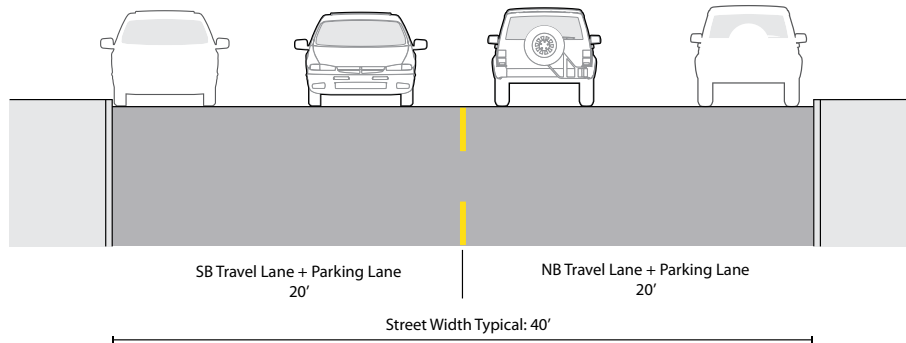 SB Travel Lane + Parking Lane
20’
NB Travel Lane + Parking Lane
20’
Street Width Typical: 40’